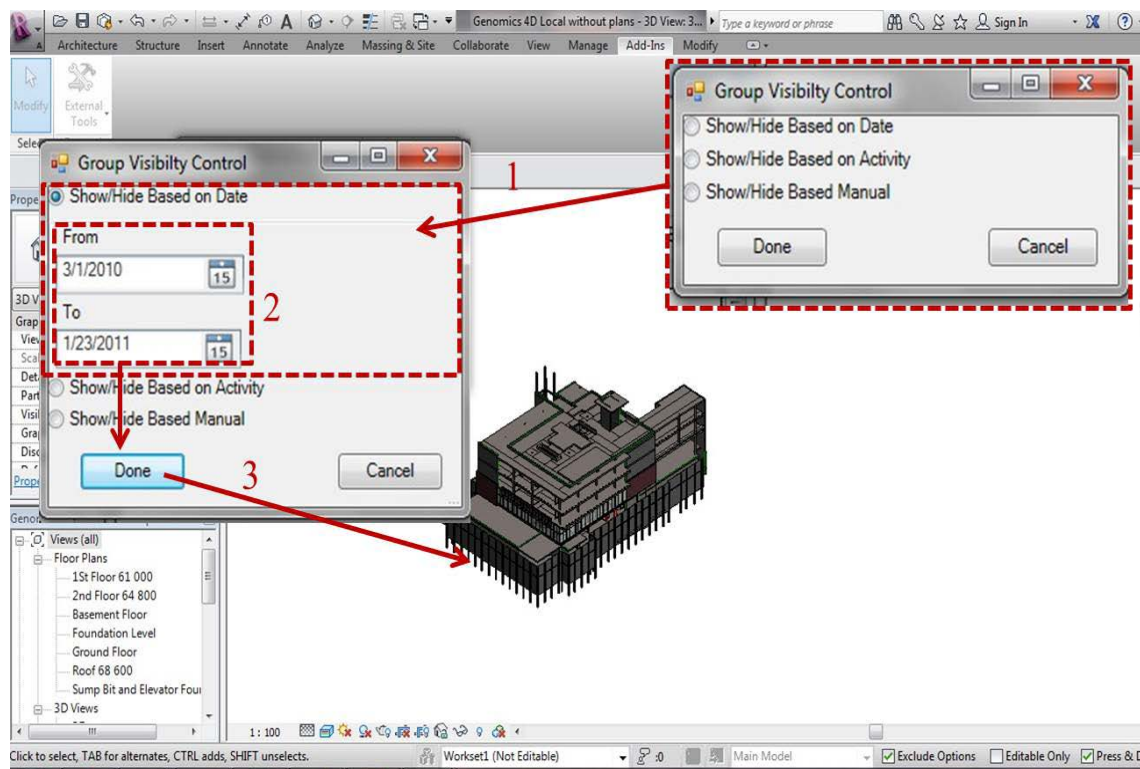 Genomics 4D Local without plans - 3D View: 3...
Type a keyword or phrase
Sign In
Architecture Structure Insert Annotate Analyze Massing & Site Collaborate View Manage Add-Ins Modify
Modify
External
Tools
Group Visibilty Control
Show/Hide Based on Date
Show/Hide Based on Activity
Show/Hide Based Manual
Done Cancel
1
Group Visibilty Control
Show/Hide Based on Date
From
3/1/2010
15
2
To
1/23/2011
15
Show/Hide Based on Activity
Show/Hide Based Manual
Done
3
Cancel
Views (all)
Floor Plans
1St Floor 61 000
2nd Floor 64 800
Basement Floor
Foundation Level
Ground Floor
Roof 68 600
Sump Bit and Elevator Four
3D Views
1 : 100
Click to select, TAB for alternates, CTRL adds, SHIFT unselects.
Workset1 (Not Editable)
:0
Main Model
Exclude Options
Editable Only
Press &